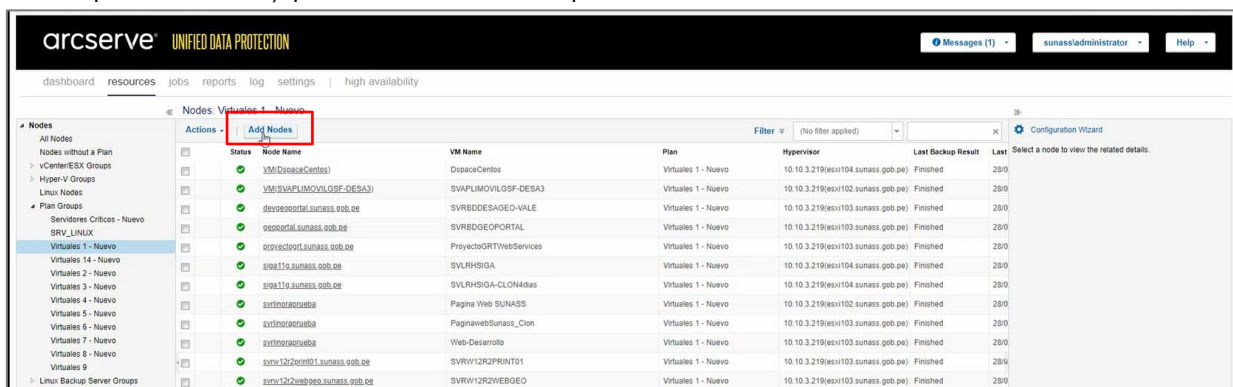 arcserve® UNIFIED DATA PROTECTION
Messages (1)
sunass\administrator
Help
dashboard resources jobs reports log settings | high availability
Nodes: Virtuales 1 - Nuevo
Nodes
All Nodes
Nodes without a Plan
vCenter/ESX Groups
Hyper-V Groups
Linux Nodes
Plan Groups
Servidores Criticos - Nuevo
SRV_LINUX
Virtuales 1 - Nuevo
Virtuales 14 - Nuevo
Virtuales 2 - Nuevo
Virtuales 3 - Nuevo
Virtuales 4 - Nuevo
Virtuales 5 - Nuevo
Virtuales 6 - Nuevo
Virtuales 7 - Nuevo
Virtuales 8 - Nuevo
Virtuales 9
Linux Backup Server Groups
Actions | Add Nodes Filter (No filter applied)
Status Node Name VM Name Plan Hypervisor Last Backup Result Last
VM(DspaceCentos) DspaceCentos Virtuales 1 - Nuevo 10.10.3.219(esxi104.sunass.gob.pe) Finished 28/0
VM(SVAPLIMOVILGSF-DESA3) SVAPLIMOVILGSF-DESA3 Virtuales 1 - Nuevo 10.10.3.219(esxi102.sunass.gob.pe) Finished 28/0
devgeoportal.sunass.gob.pe SVRBDDESAGEO-VALE Virtuales 1 - Nuevo 10.10.3.219(esxi103.sunass.gob.pe) Finished 28/0
geoportal.sunass.gob.pe SVRBDGEOPORTAL Virtuales 1 - Nuevo 10.10.3.219(esxi103.sunass.gob.pe) Finished 28/0
proyectogrt.sunass.gob.pe ProyectoGRTWebServices Virtuales 1 - Nuevo 10.10.3.219(esxi103.sunass.gob.pe) Finished 28/0
siga11g.sunass.gob.pe SVLRHSIGA Virtuales 1 - Nuevo 10.10.3.219(esxi104.sunass.gob.pe) Finished 28/0
siga11g.sunass.gob.pe SVLRHSIGA-CLON4dias Virtuales 1 - Nuevo 10.10.3.219(esxi104.sunass.gob.pe) Finished 28/0
svrlinoraprueba Pagina Web SUNASS Virtuales 1 - Nuevo 10.10.3.219(esxi102.sunass.gob.pe) Finished 28/0
svrlinoraprueba PaginawebSunass_Clon Virtuales 1 - Nuevo 10.10.3.219(esxi103.sunass.gob.pe) Finished 28/0
svrlinoraprueba Web-Desarrollo Virtuales 1 - Nuevo 10.10.3.219(esxi103.sunass.gob.pe) Finished 28/0
svrw12r2print01.sunass.gob.pe SVRW12R2PRINT01 Virtuales 1 - Nuevo 10.10.3.219(esxi103.sunass.gob.pe) Finished 28/0
svrw12r2webgeo.sunass.gob.pe SVRW12R2WEBGEO Virtuales 1 - Nuevo 10.10.3.219(esxi103.sunass.gob.pe) Finished 28/0
Configuration Wizard
Select a node to view the related details.